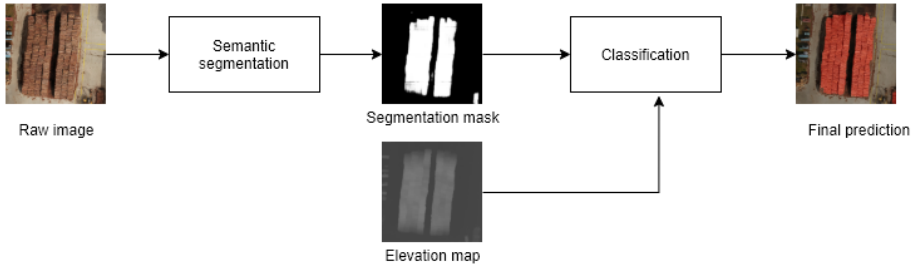 Semantic
segmentation
Classification
Raw image
Segmentation mask
Final prediction
Elevation map